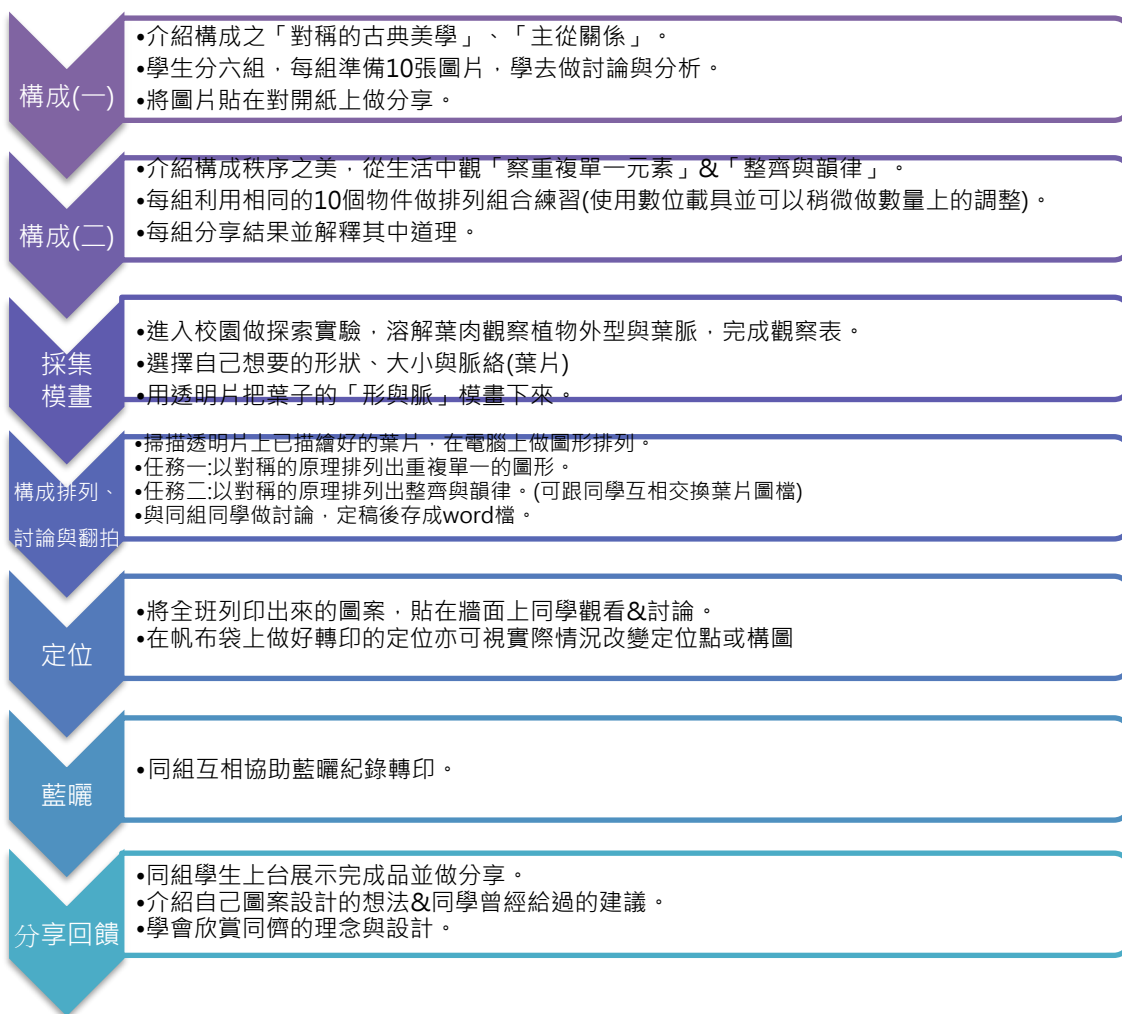 構成(一)
•介紹構成之「對稱的古典美學」、「主從關係」。
•學生分六組，每組準備10張圖片，學去做討論與分析。
•將圖片貼在對開紙上做分享。
構成(二)
•介紹構成秩序之美，從生活中觀「察重複單一元素」&「整齊與韻律」。
•每組利用相同的10個物件做排列組合練習(使用數位載具並可以稍微做數量上的調整)。
•每組分享結果並解釋其中道理。
採集
模畫
•進入校園做探索實驗，溶解葉肉觀察植物外型與葉脈，完成觀察表。
•選擇自己想要的形狀、大小與脈絡(葉片)
•用透明片把葉子的「形與脈」模畫下來。
構成排列、
討論與翻拍
•掃描透明片上已描繪好的葉片，在電腦上做圖形排列。
•任務一:以對稱的原理排列出重複單一的圖形。
•任務二:以對稱的原理排列出整齊與韻律。(可跟同學互相交換葉片圖檔)
•與同組同學做討論，定稿後存成word檔。
定位
•將全班列印出來的圖案，貼在牆面上同學觀看&討論。
•在帆布袋上做好轉印的定位亦可視實際情況改變定位點或構圖
藍曬
•同組互相協助藍曬紀錄轉印。
分享回饋
•同組學生上台展示完成品並做分享。
•介紹自己圖案設計的想法&同學曾經給過的建議。
•學會欣賞同儕的理念與設計。